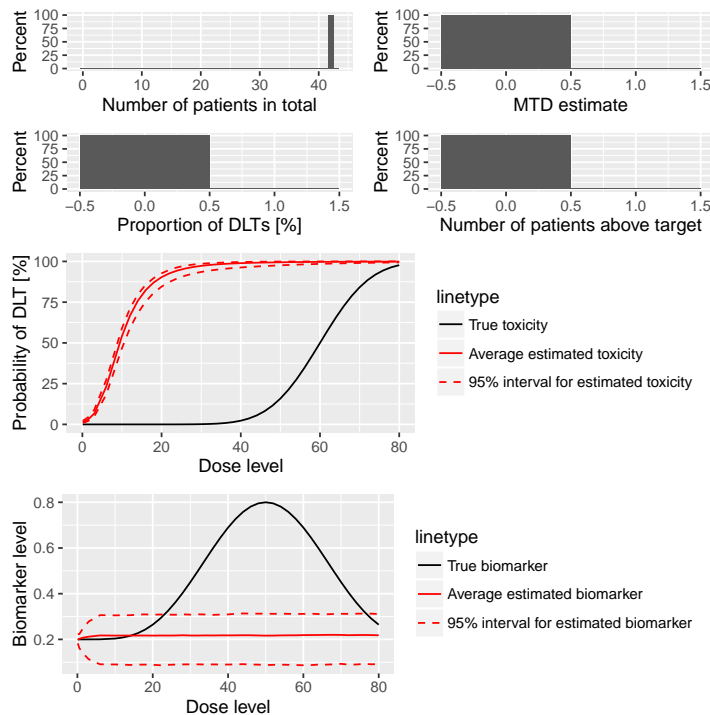 Percent
100
75
50
25
0
0 10 20 30 40
Number of patients in total
Percent
100
75
50
25
0
−0.5 0.0 0.5 1.0 1.5
MTD estimate
Percent
100
75
50
25
0
−0.5 0.0 0.5 1.0 1.5
Proportion of DLTs [%]
Percent
100
75
50
25
0
−0.5 0.0 0.5 1.0 1.5
Number of patients above target
Probability of DLT [%]
100
75
50
25
0
0 20 40 60 80
Dose level
linetype
True toxicity
Average estimated toxicity
95% interval for estimated toxicity
Biomarker level
0.8
0.6
0.4
0.2
0 20 40 60 80
Dose level
linetype
True biomarker
Average estimated biomarker
95% interval for estimated biomarker